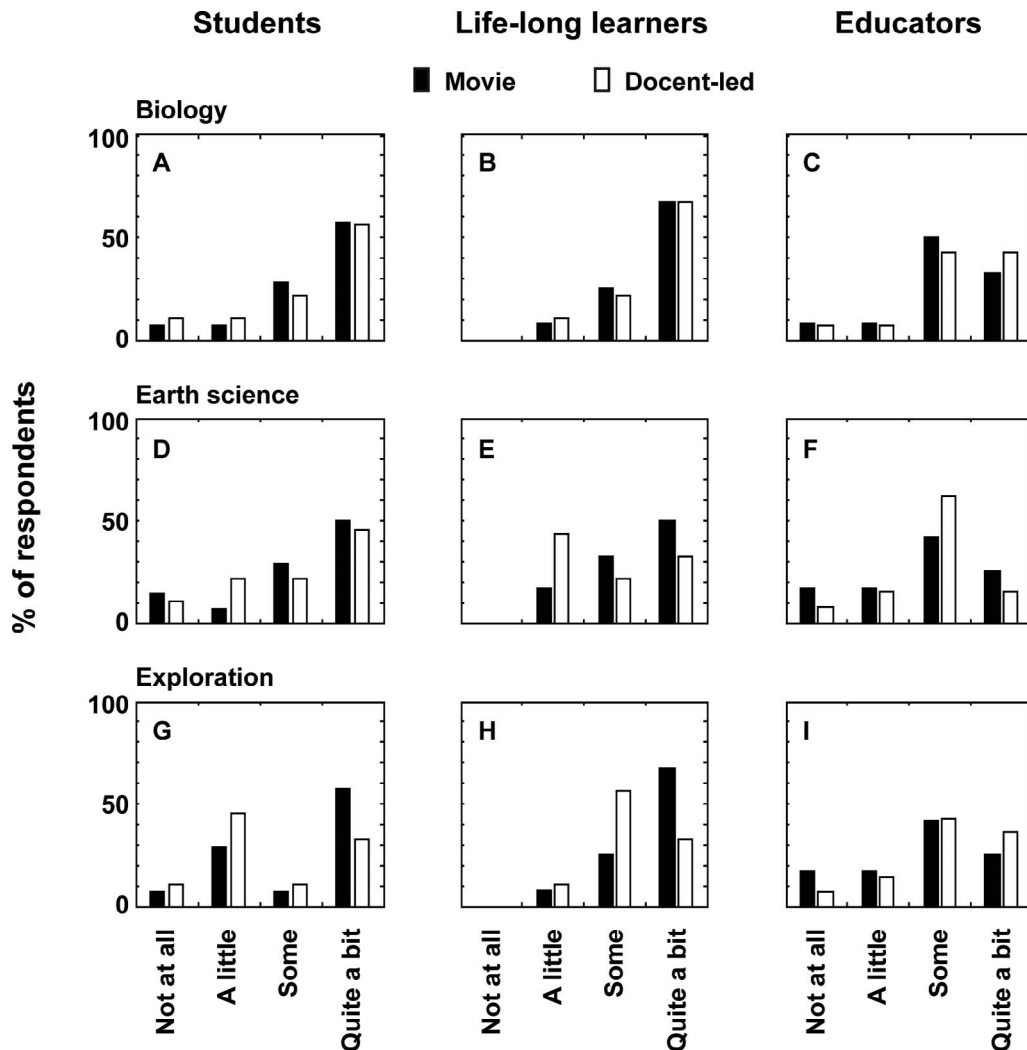 Students Life-long learners Educators
Movie Docent-led
Biology
100 A B C
50
0
Earth science
100 D E F
50
0
Exploration
100 G H I
50
0
% of respondents
Not at all A little Some Quite a bit Not at all A little Some Quite a bit Not at all A little Some Quite a bit